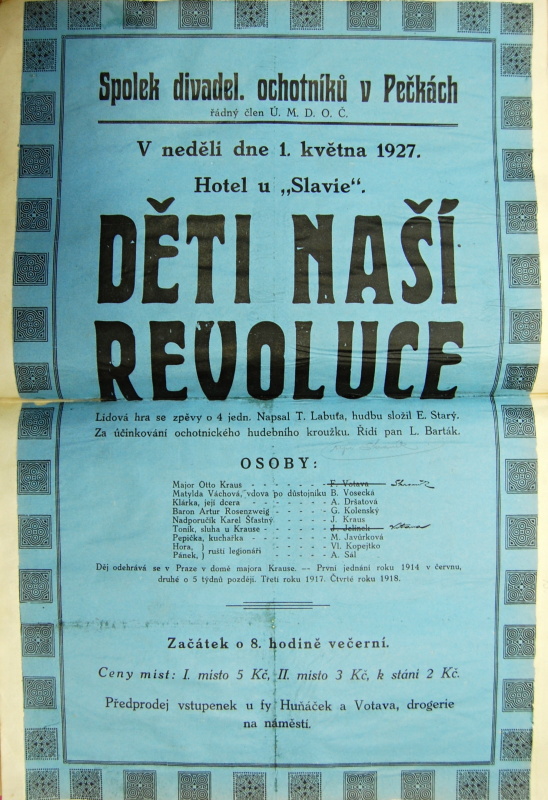 Spolek divadel. ochotníků v Pečkách
řádný člen Ú. M. D. O. Č.
V neděli dne 1. května 1927.
Hotel u „Slavie“.
DĚTI NAŠÍ
REVOLUCE
Lidová hra se zpěvy o 4 jedn. Napsal T. Labuťa, hudbu složil E. Starý.
Za účinkování ochotnického hudebního kroužku. Řídí pan L. Barták.
OSOBY:
Major Otto Kraus - - - - - - - - F. Votava
Matylda Váchová, vdova po důstojníku B. Vosecká
Klárka, její dcera - - - - - - - A. Dršatová
Baron Artur Rosenzweig - - - - - G. Kolenský
Nadporučík Karel Šťastný - - - - J. Kraus
Toník, sluha u Krause - - - - - - J. Jelínek Votava
Pepička, kuchařka - - - - - - - M. Javůrková
Hora, } ruští legionáři - - - - - - Vl. Kopejtko
Pánek, } - - - - - - A. Sál
Děj odehrává se v Praze v domě majora Krause. — První jednání roku 1914 v červnu,
druhé o 5 týdnů později. Třetí roku 1917. Čtvrté roku 1918.
Začátek o 8. hodině večerní.
Ceny míst: I. místo 5 Kč, II. místo 3 Kč, k stání 2 Kč.
Předprodej vstupenek u fy Huňáček a Votava, drogerie
na náměstí.